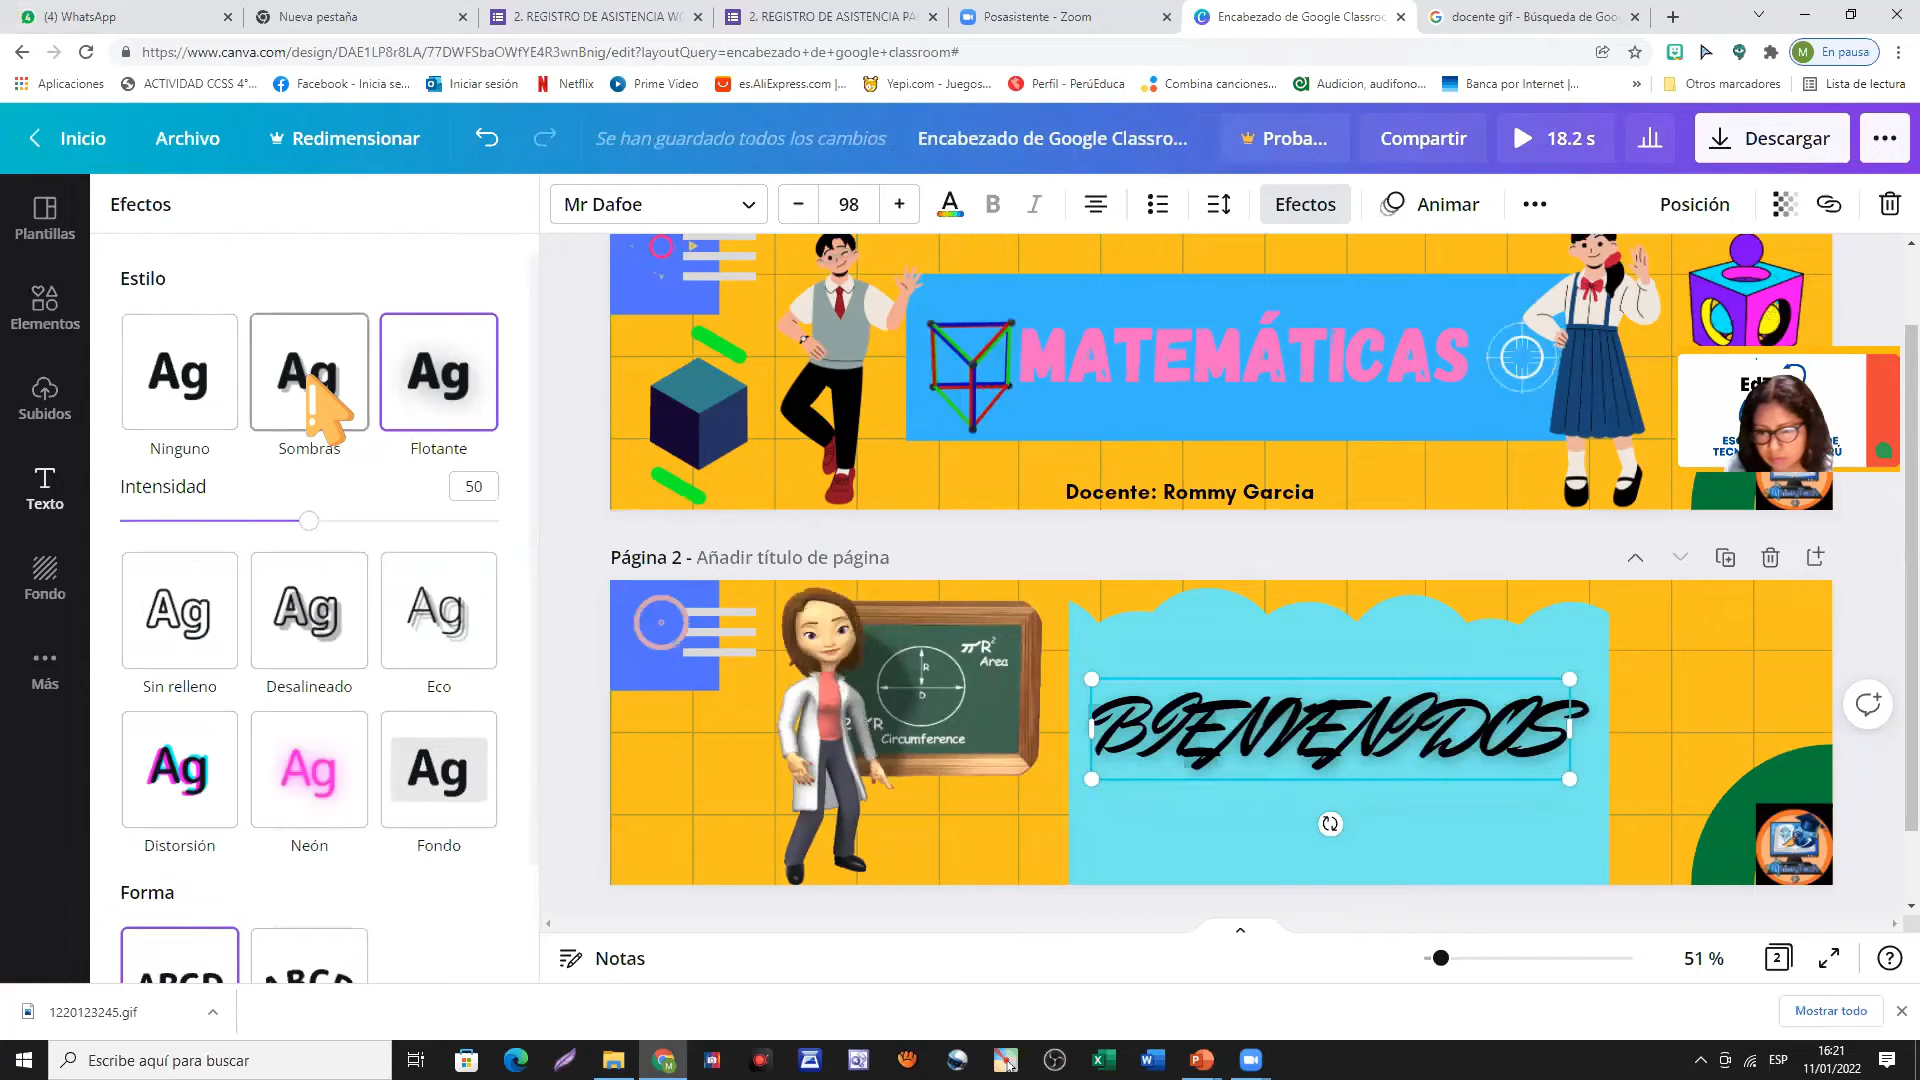 (4) WhatsApp
Nueva pestaña
2. REGISTRO DE ASISTENCIA WO
2. REGISTRO DE ASISTENCIA PA
Posasistente - Zoom
Encabezado de Google Classroo
docente gif - Búsqueda de Goo
https://www.canva.com/design/DAE1LP8r8LA/77DWFSbaOWfYE4R3wnBnig/edit?layoutQuery=encabezado+de+google+classroom#
M
En pausa
Aplicaciones
ACTIVIDAD CCSS 4°...
Facebook - Inicia se...
Iniciar sesión
Netflix
Prime Video
es.AliExpress.com |...
Yepi.com - Juegos...
Perfil - PerúEduca
Combina canciones...
Audicion, audifono...
Banca por Internet |...
»
Otros marcadores
Lista de lectura
Inicio
Archivo
Redimensionar
Se han guardado todos los cambios
Encabezado de Google Classro...
Proba...
Compartir
18.2 s
Descargar
Plantillas
Elementos
Subidos
Texto
Fondo
Más
Efectos
Mr Dafoe
− 98 +
A B I
Efectos
Animar
Posición
Estilo
Ag Ag Ag
Ninguno Sombras Flotante
Intensidad 50
Ag Ag Ag
Sin relleno Desalineado Eco
Ag Ag Ag
Distorsión Neón Fondo
Forma
ABCD ABCD
MATEMÁTICAS
Docente: Rommy Garcia
Página 2 - Añadir título de página
πR²
Area
R
D
Circumference
BIENVENIDOS
Notas
51 %
2
?
1220123245.gif
Mostrar todo
Escribe aquí para buscar
ESP
16:21
11/01/2022